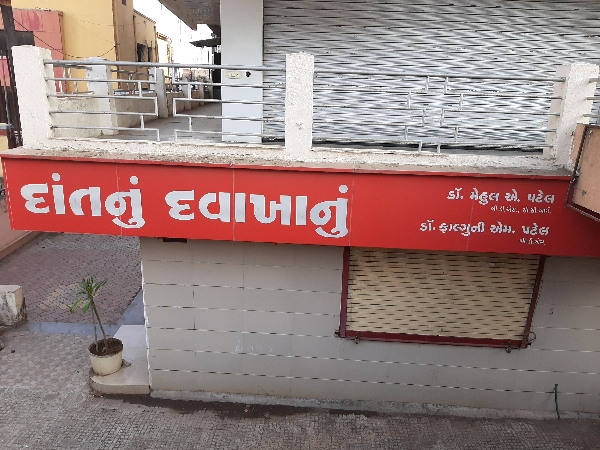 દાંતનું દવાખાનું
ડૉ. મેહુલ એ. પટેલ
ડૉ. ફાલ્ગુની એમ. પટેલ